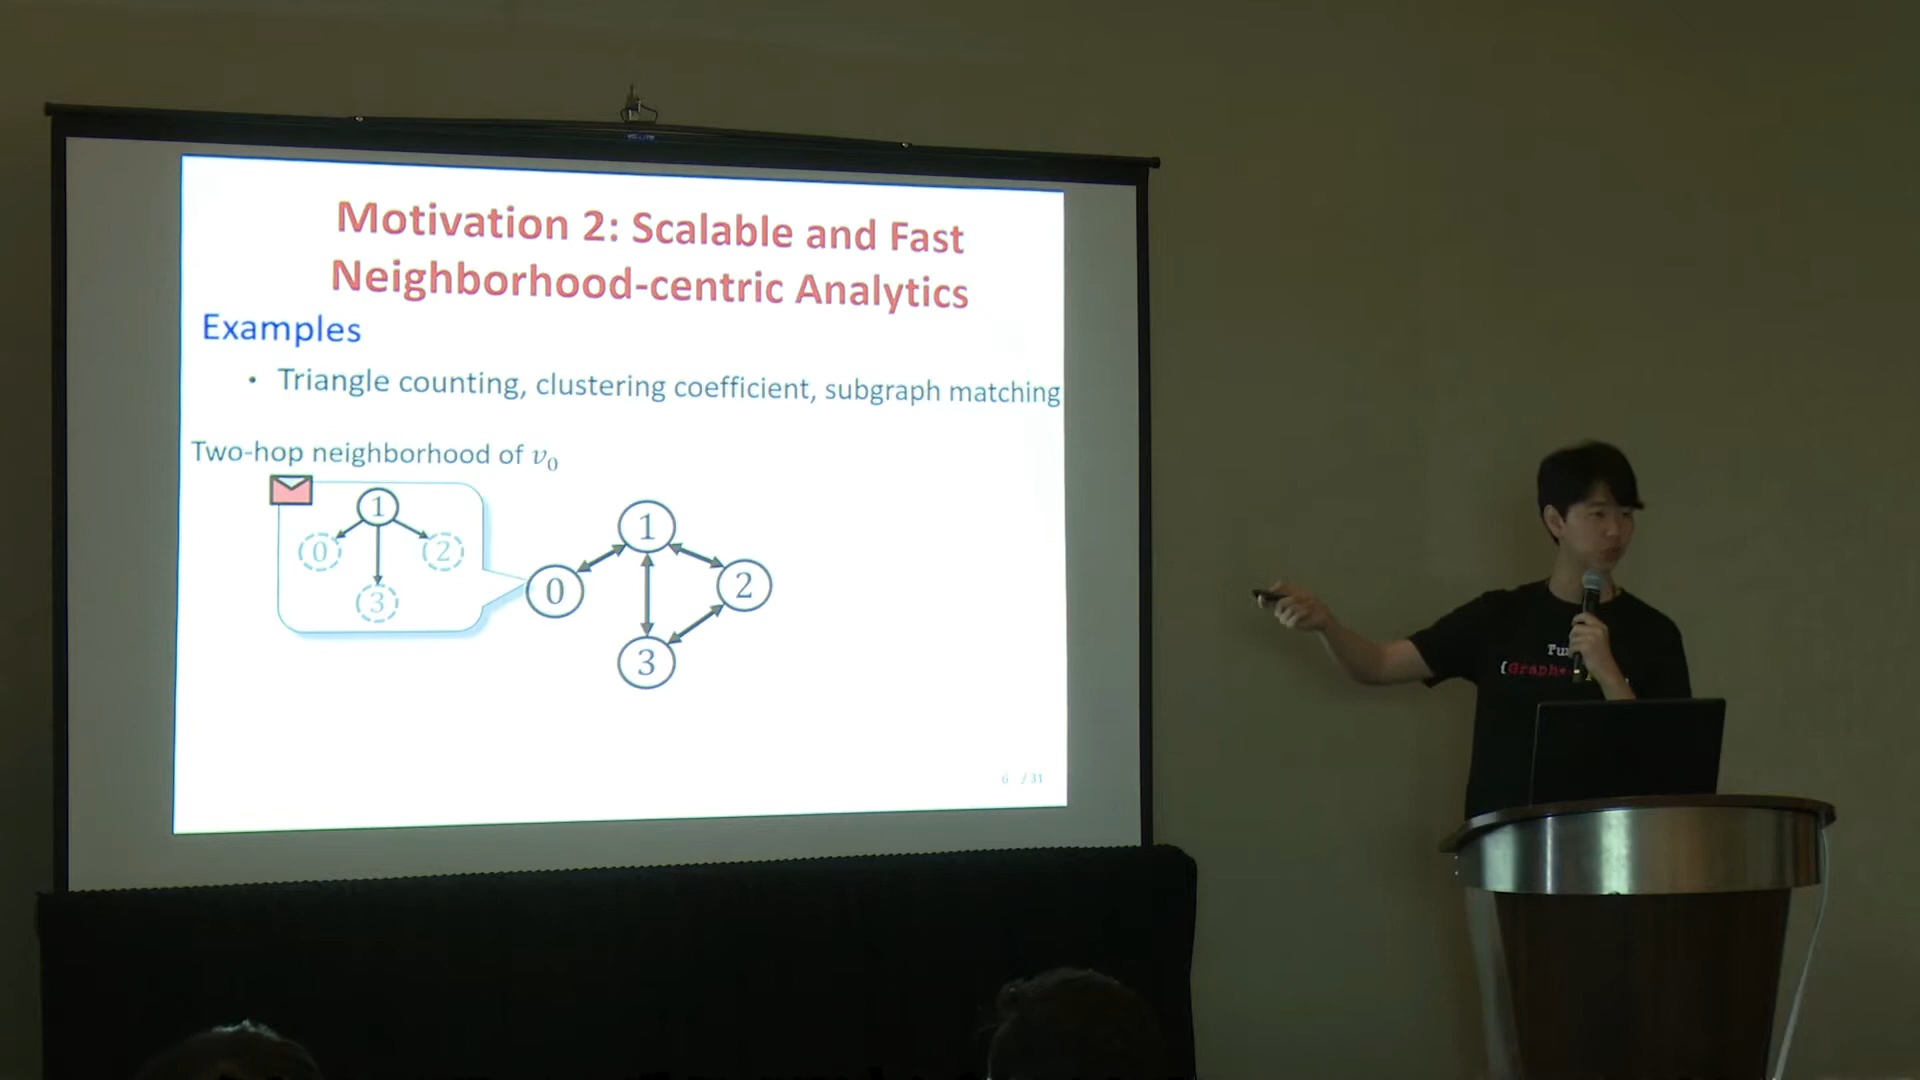 Motivation 2: Scalable and Fast
Neighborhood-centric Analytics
Examples
• Triangle counting, clustering coefficient, subgraph matching
Two-hop neighborhood of v₀
1
0
2
3
1
0
2
3
6 / 31
{Graph+